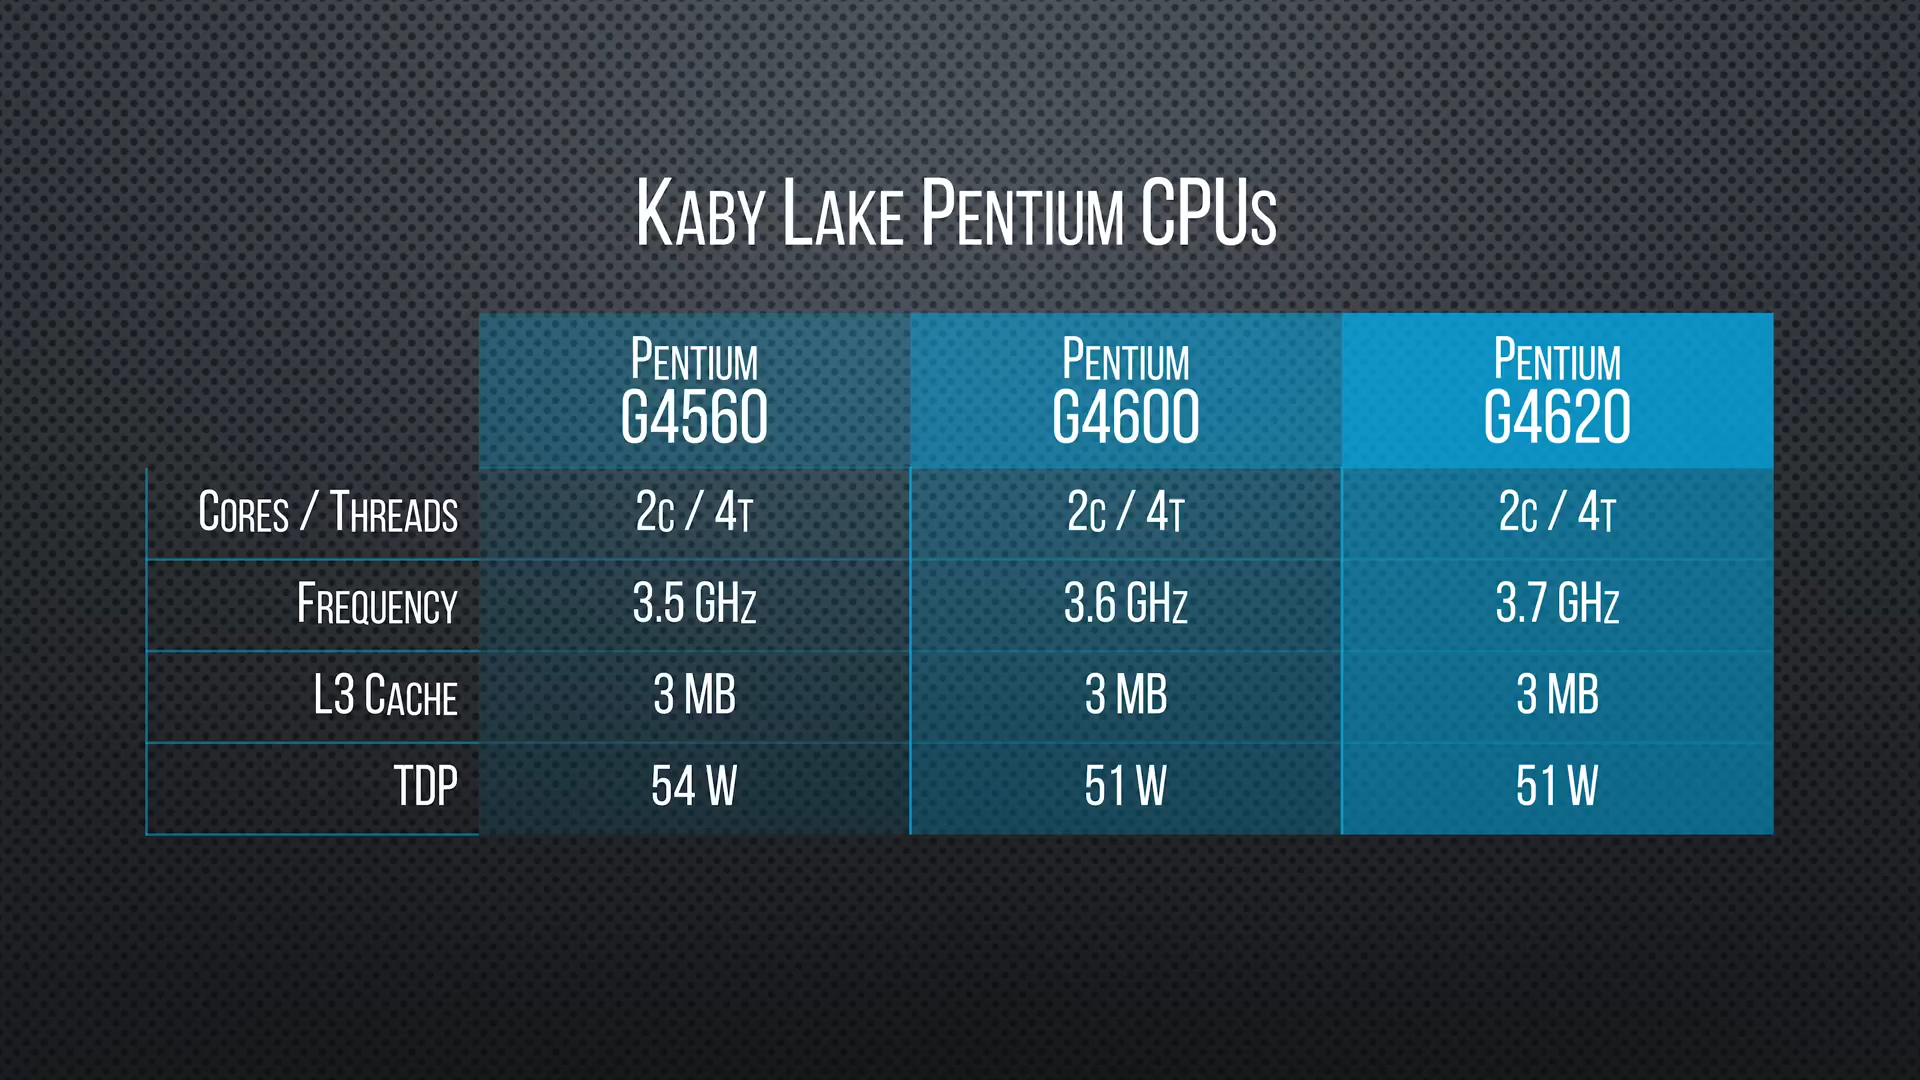 Kaby Lake Pentium CPUs
Pentium G4560 Pentium G4600 Pentium G4620
Cores / Threads 2c / 4t 2c / 4t 2c / 4t
Frequency 3.5 GHz 3.6 GHz 3.7 GHz
L3 Cache 3 MB 3 MB 3 MB
TDP 54 W 51 W 51 W